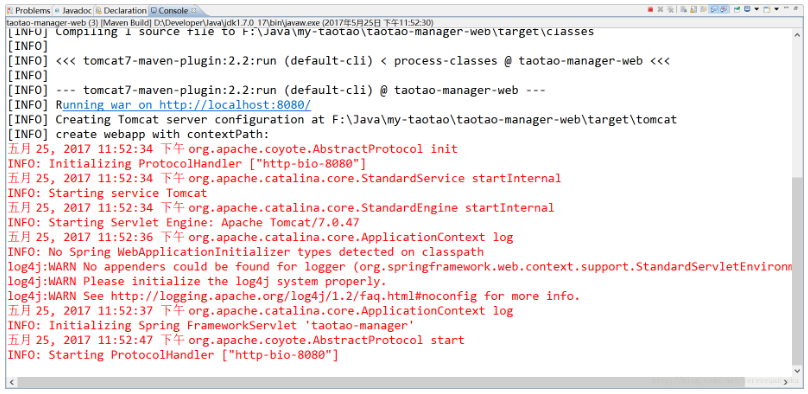 Problems @ Javadoc Declaration Console
taotao-manager-web (3) [Maven Build] D:\Developer\Java\jdk1.7.0_17\bin\javaw.exe (2017年5月25日 下午11:52:30)
[INFO] Compiling 1 source file to F:\Java\my-taotao\taotao-manager-web\target\classes
[INFO]
[INFO] <<< tomcat7-maven-plugin:2.2:run (default-cli) < process-classes @ taotao-manager-web <<<
[INFO]
[INFO] --- tomcat7-maven-plugin:2.2:run (default-cli) @ taotao-manager-web ---
[INFO] Running war on http://localhost:8080/
[INFO] Creating Tomcat server configuration at F:\Java\my-taotao\taotao-manager-web\target\tomcat
[INFO] create webapp with contextPath:
五月 25, 2017 11:52:34 下午 org.apache.coyote.AbstractProtocol init
INFO: Initializing ProtocolHandler ["http-bio-8080"]
五月 25, 2017 11:52:34 下午 org.apache.catalina.core.StandardService startInternal
INFO: Starting service Tomcat
五月 25, 2017 11:52:34 下午 org.apache.catalina.core.StandardEngine startInternal
INFO: Starting Servlet Engine: Apache Tomcat/7.0.47
五月 25, 2017 11:52:36 下午 org.apache.catalina.core.ApplicationContext log
INFO: No Spring WebApplicationInitializer types detected on classpath
log4j:WARN No appenders could be found for logger (org.springframework.web.context.support.StandardServletEnvironm
log4j:WARN Please initialize the log4j system properly.
log4j:WARN See http://logging.apache.org/log4j/1.2/faq.html#noconfig for more info.
五月 25, 2017 11:52:37 下午 org.apache.catalina.core.ApplicationContext log
INFO: Initializing Spring FrameworkServlet 'taotao-manager'
五月 25, 2017 11:52:47 下午 org.apache.coyote.AbstractProtocol start
INFO: Starting ProtocolHandler ["http-bio-8080"]